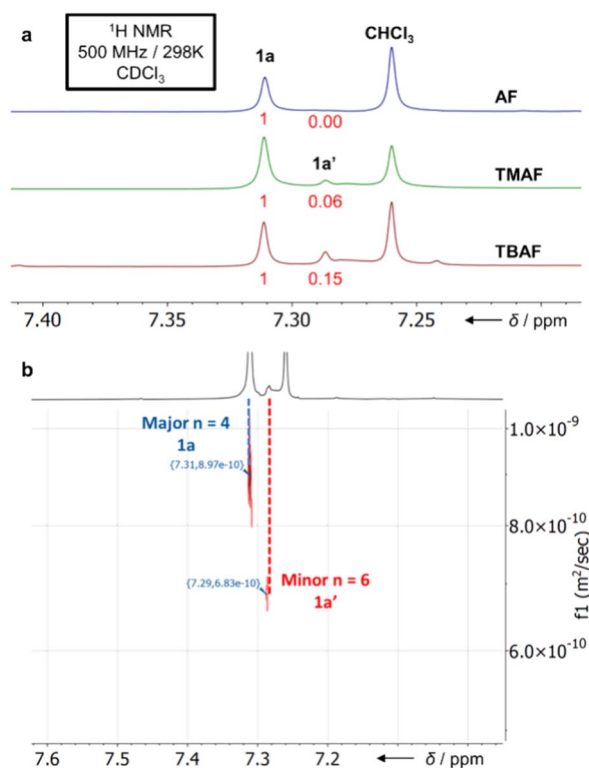 a
¹H NMR
500 MHz / 298K
CDCl₃
1a
CHCl₃
AF
1 0.00
1a'
TMAF
1 0.06
TBAF
1 0.15
7.40 7.35 7.30 7.25 ← δ / ppm
b
Major n = 4
1a
{7.31,8.97e-10}
{7.29,6.83e-10}
Minor n = 6
1a′
1.0×10⁻⁹
8.0×10⁻¹⁰
6.0×10⁻¹⁰
f1 (m²/sec)
7.6 7.5 7.4 7.3 7.2 ← δ / ppm